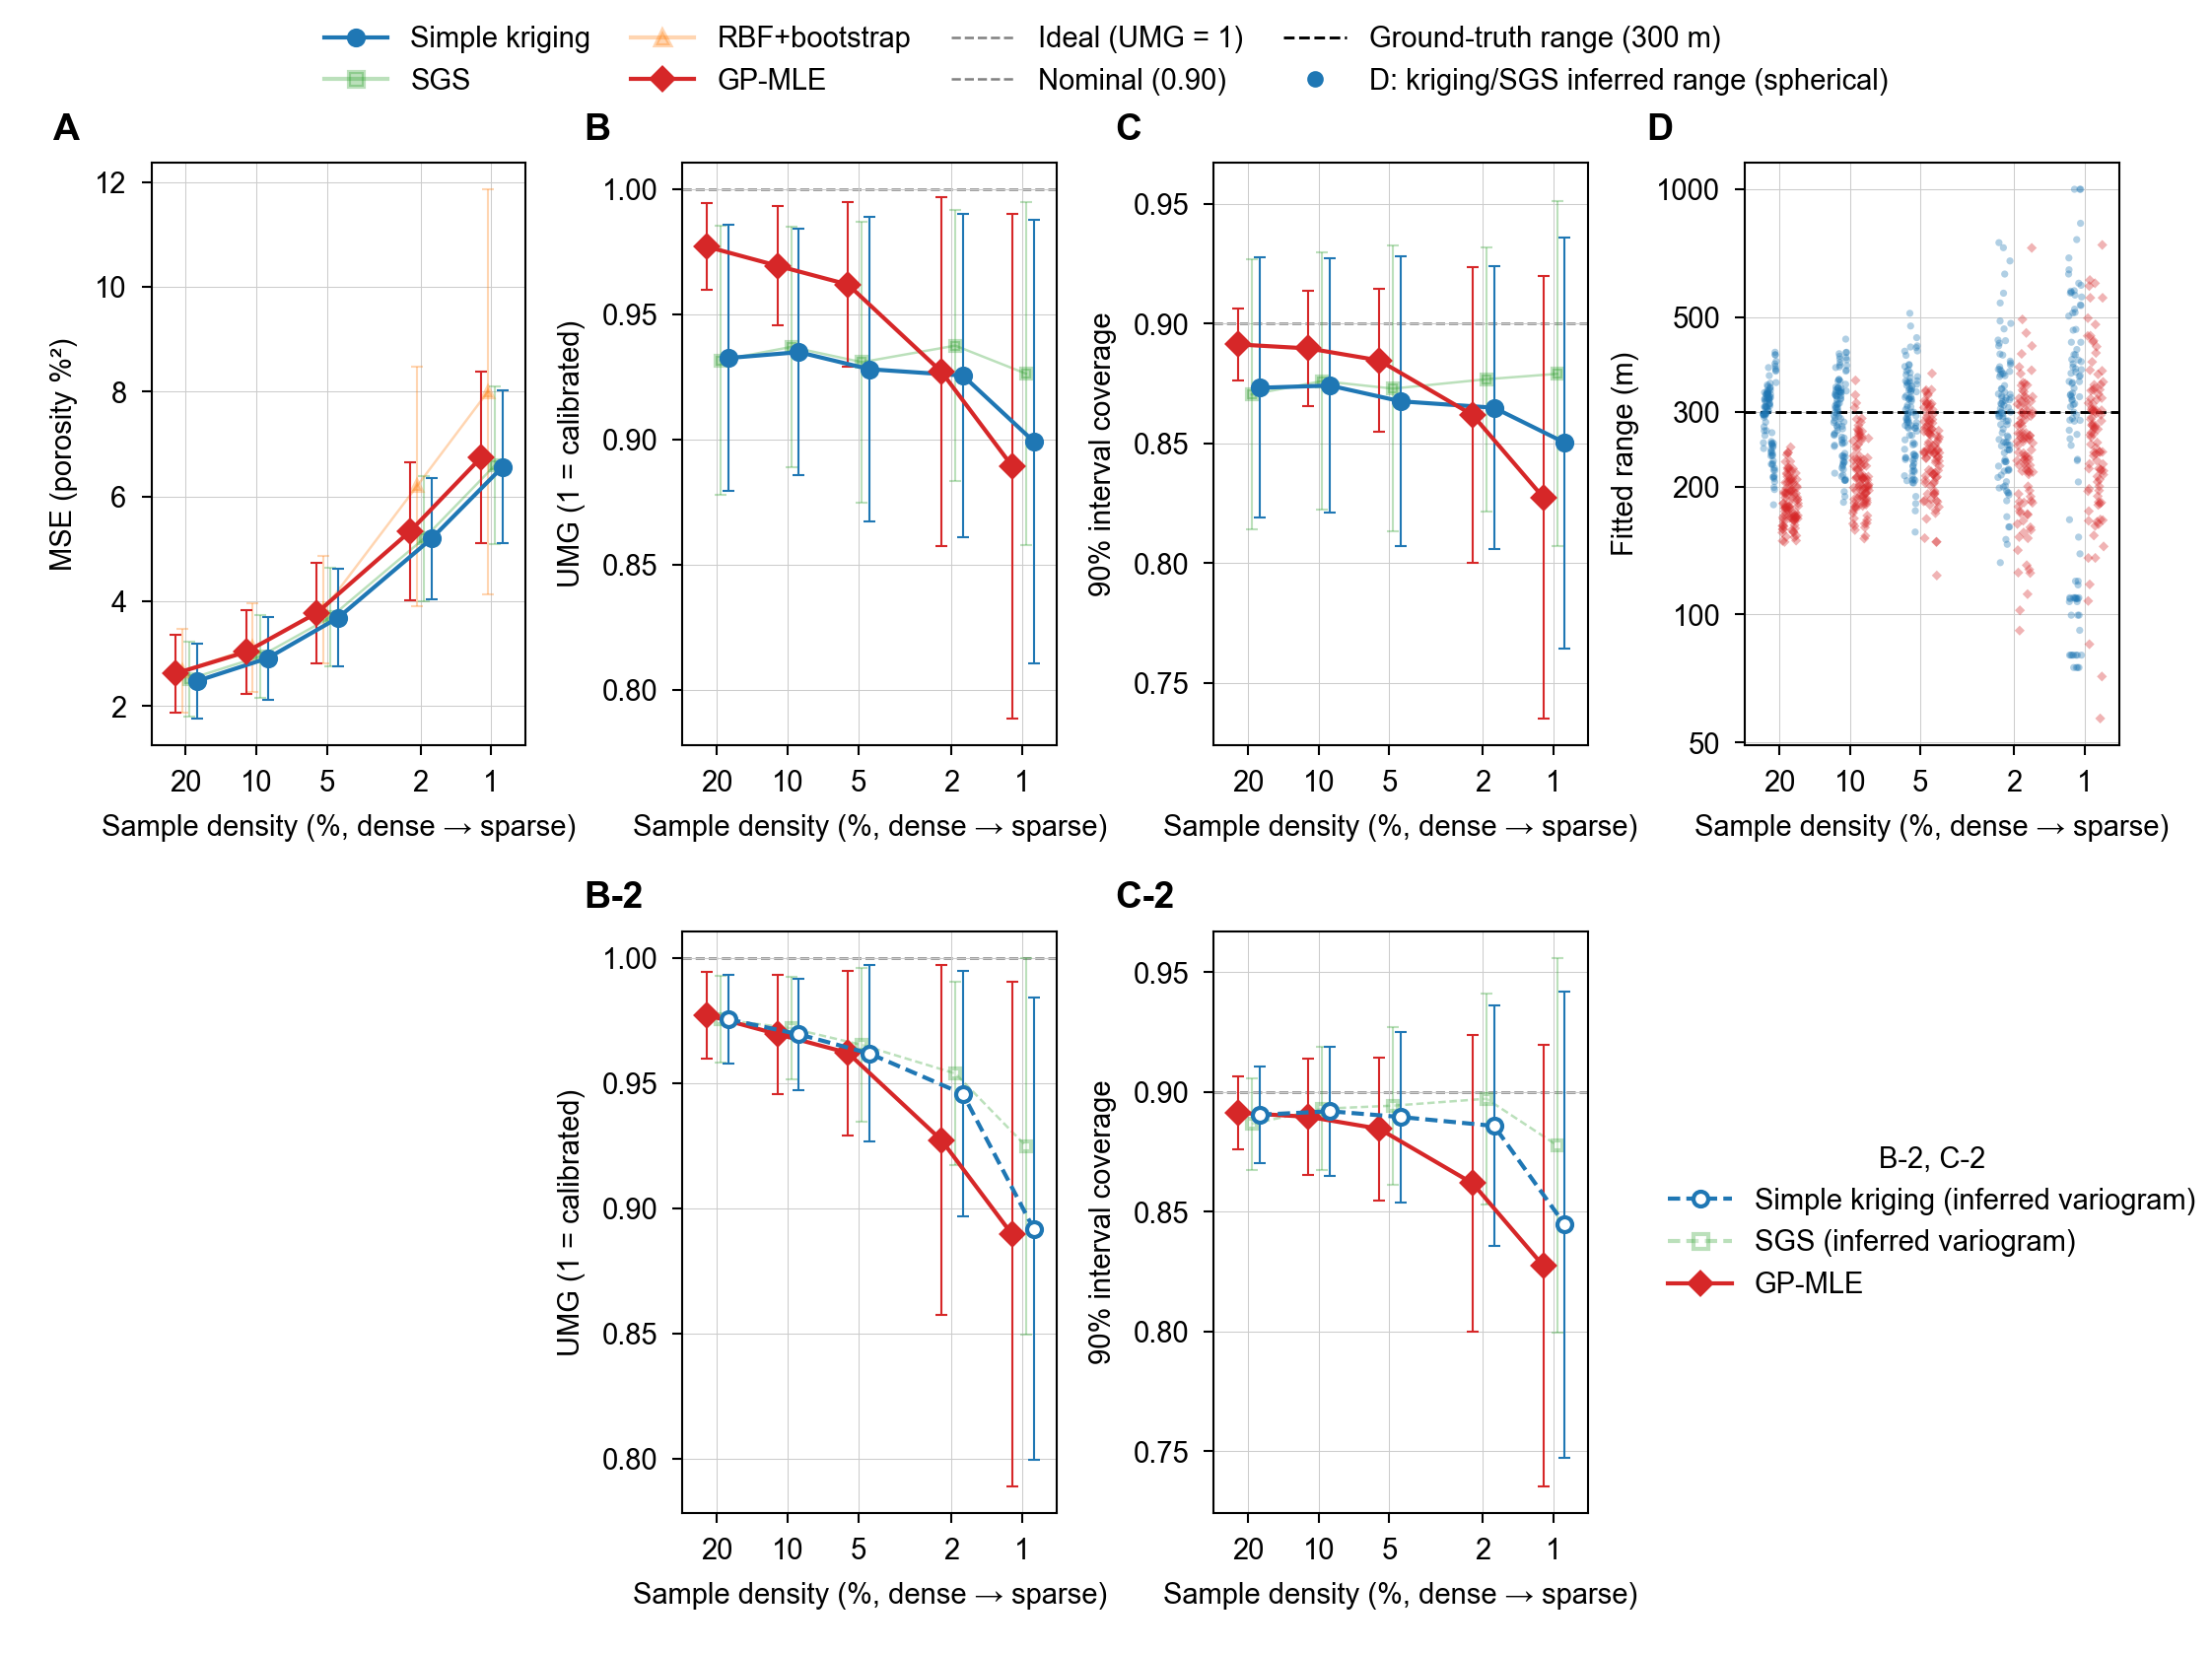 Simple kriging
SGS
RBF+bootstrap
GP-MLE
Ideal (UMG = 1)
Nominal (0.90)
Ground-truth range (300 m)
D: kriging/SGS inferred range (spherical)
A
MSE (porosity %²)
12
10
8
6
4
2
20 10 5 2 1
Sample density (%, dense → sparse)
B
UMG (1 = calibrated)
1.00
0.95
0.90
0.85
0.80
20 10 5 2 1
Sample density (%, dense → sparse)
C
90% interval coverage
0.95
0.90
0.85
0.80
0.75
20 10 5 2 1
Sample density (%, dense → sparse)
D
Fitted range (m)
1000
500
300
200
100
50
20 10 5 2 1
Sample density (%, dense → sparse)
B-2
UMG (1 = calibrated)
1.00
0.95
0.90
0.85
0.80
20 10 5 2 1
Sample density (%, dense → sparse)
C-2
90% interval coverage
0.95
0.90
0.85
0.80
0.75
20 10 5 2 1
Sample density (%, dense → sparse)
B-2, C-2
Simple kriging (inferred variogram)
SGS (inferred variogram)
GP-MLE